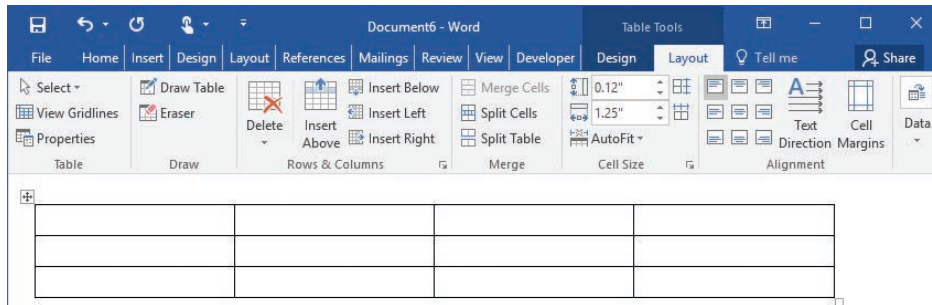 Document6 - Word
Table Tools
File Home Insert Design Layout References Mailings Review View Developer Design Layout Tell me Share
Select
View Gridlines
Properties
Table
Draw Table
Eraser
Draw
Delete
Insert
Above
Insert Below
Insert Left
Insert Right
Rows & Columns
Merge Cells
Split Cells
Split Table
Merge
0.12"
1.25"
AutoFit
Cell Size
A
Text
Direction
Cell
Margins
Alignment
Data